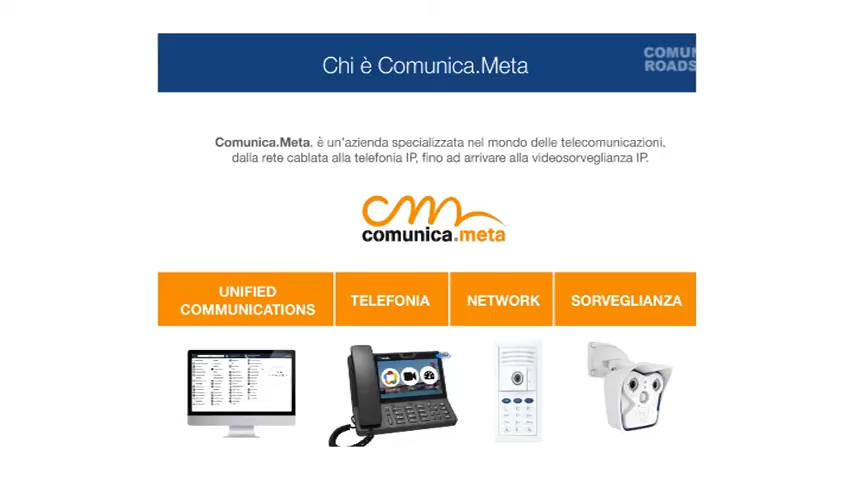 Chi è Comunica.Meta
COMUN
ROADS
Comunica.Meta, è un'azienda specializzata nel mondo delle telecomunicazioni,
dalla rete cablata alla telefonia IP, fino ad arrivare alla videosorveglianza IP.
cm
comunica.meta
UNIFIED
COMMUNICATIONS
TELEFONIA
NETWORK
SORVEGLIANZA